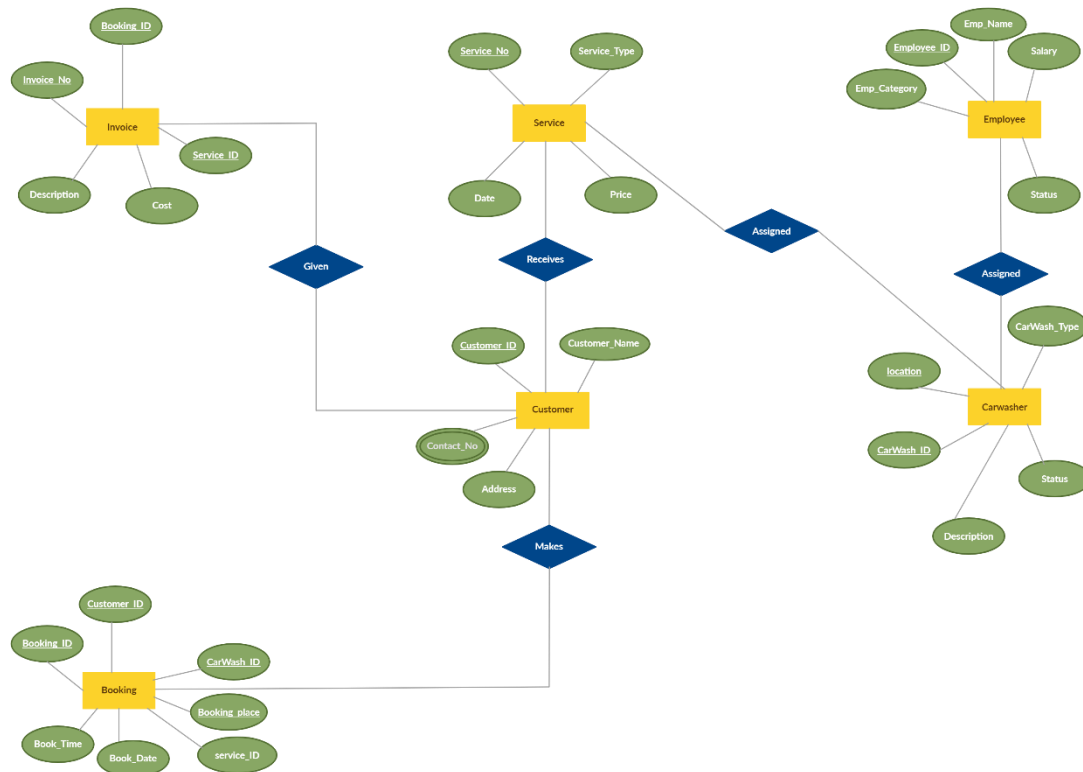 Booking_ID
Invoice_No
Invoice
Service_ID
Description
Cost
Service_No
Service_Type
Service
Date
Price
Emp_Name
Employee_ID
Salary
Emp_Category
Employee
Status
Given
Receives
Assigned
Assigned
Customer_ID
Customer_Name
Customer
Contact_No
Address
CarWash_Type
location
Carwasher
CarWash_ID
Status
Description
Makes
Customer_ID
Booking_ID
CarWash_ID
Booking
Booking_place
Book_Time
Book_Date
service_ID